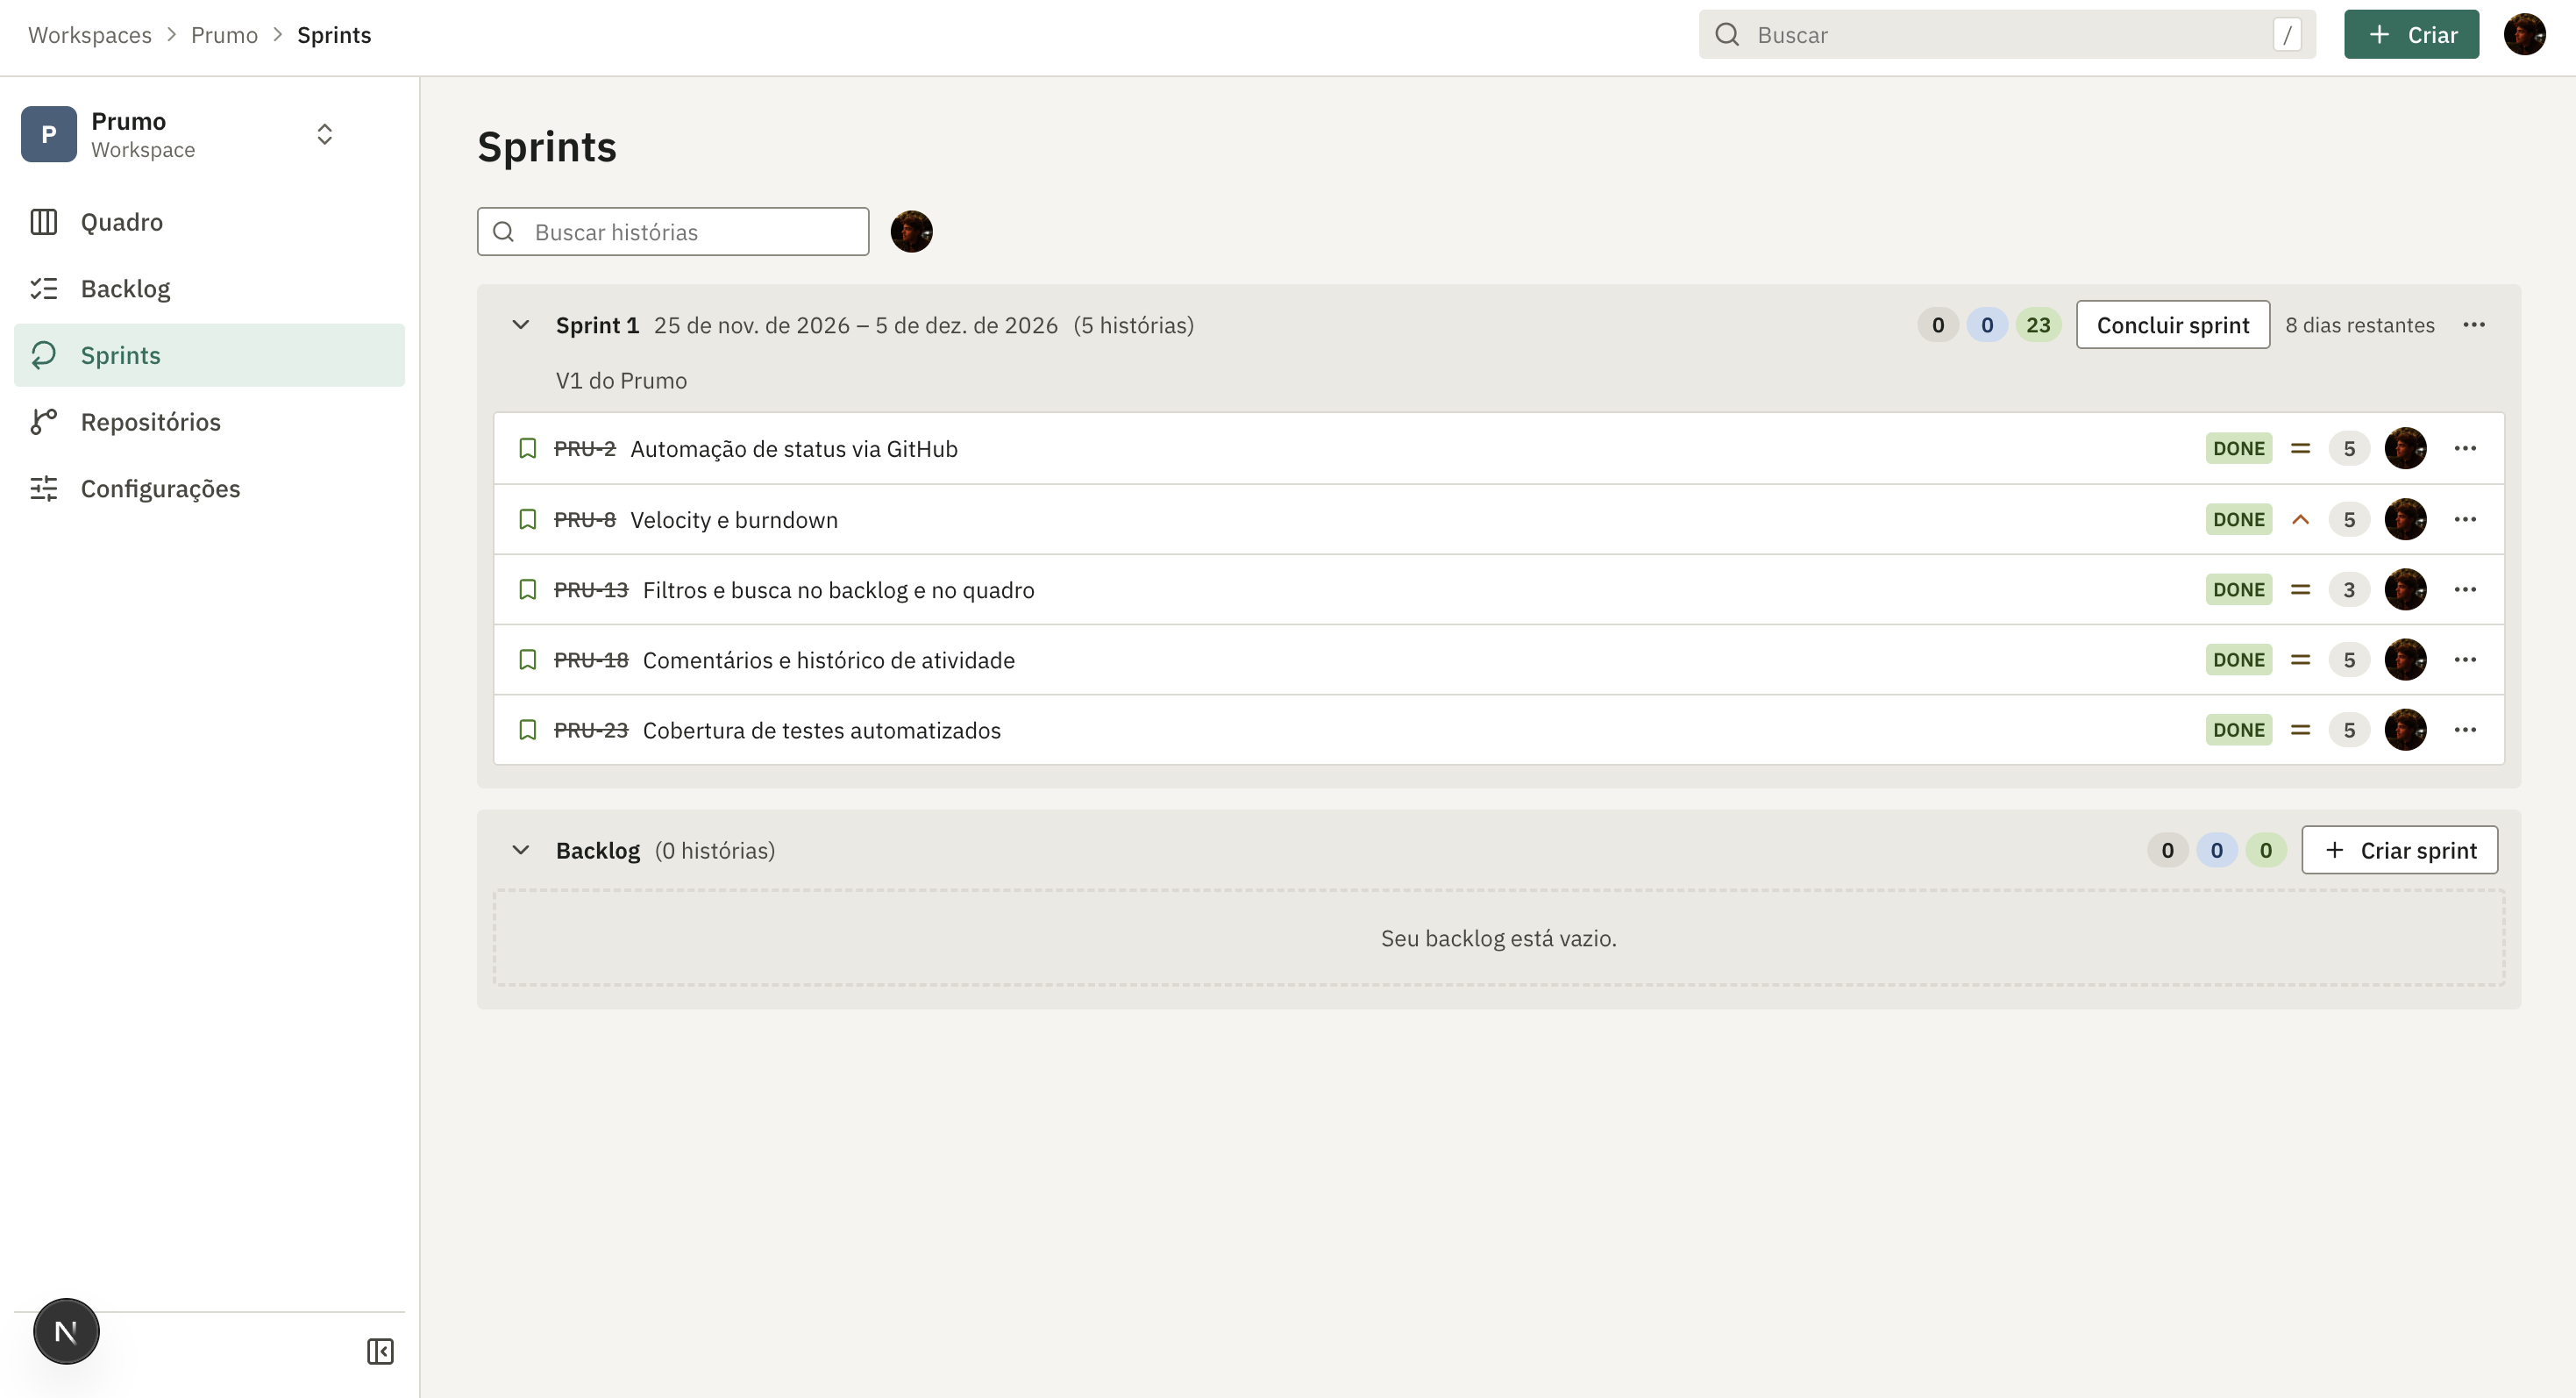 Workspaces > Prumo > Sprints
Buscar /
+ Criar
P Prumo
Workspace
Quadro
Backlog
Sprints
Repositórios
Configurações
N
Sprints
Buscar histórias
Sprint 1 25 de nov. de 2026 – 5 de dez. de 2026 (5 histórias) 0 0 23 Concluir sprint 8 dias restantes
V1 do Prumo
PRU-2 Automação de status via GitHub DONE 5
PRU-8 Velocity e burndown DONE 5
PRU-13 Filtros e busca no backlog e no quadro DONE 3
PRU-18 Comentários e histórico de atividade DONE 5
PRU-23 Cobertura de testes automatizados DONE 5
Backlog (0 histórias) 0 0 0 + Criar sprint
Seu backlog está vazio.